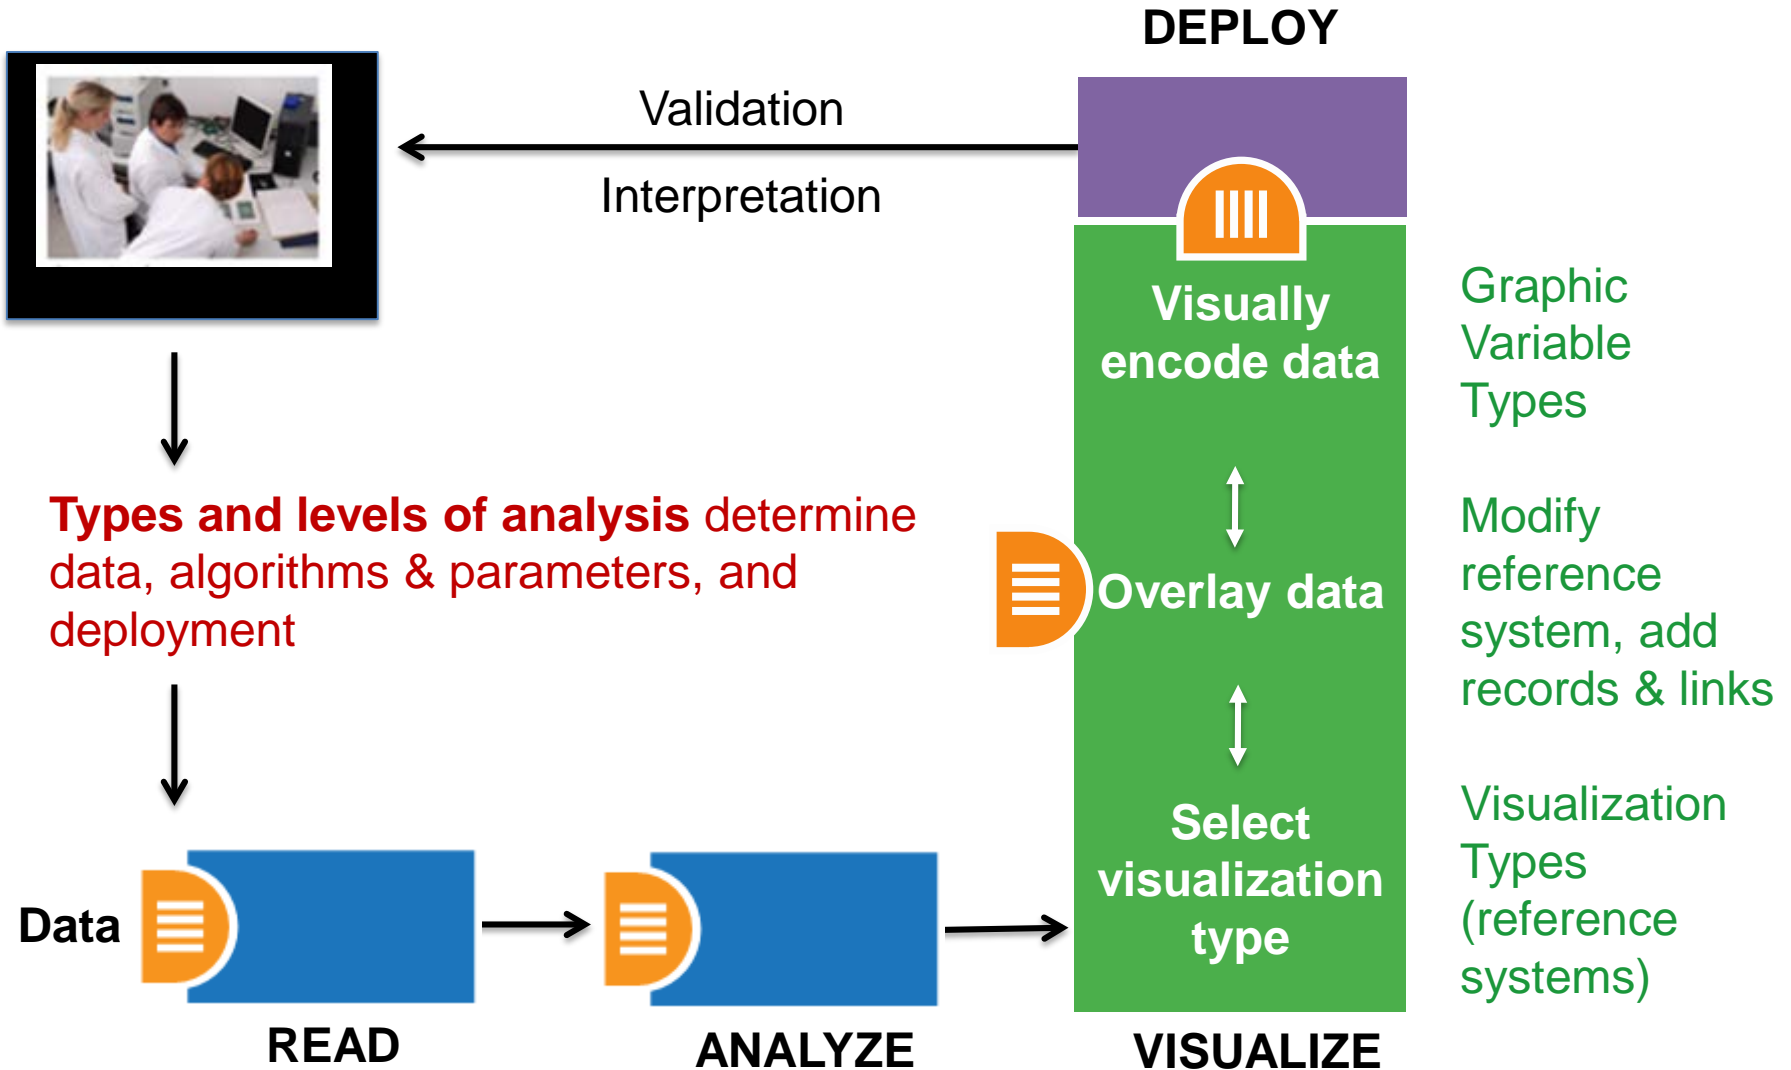 DEPLOY
Validation
Interpretation
Visually
encode data
Graphic
Variable
Types
Types and levels of analysis determine
data, algorithms & parameters, and
deployment
Overlay data
Modify
reference
system, add
records & links
Select
visualization
type
Visualization
Types
(reference
systems)
Data
READ
ANALYZE
VISUALIZE